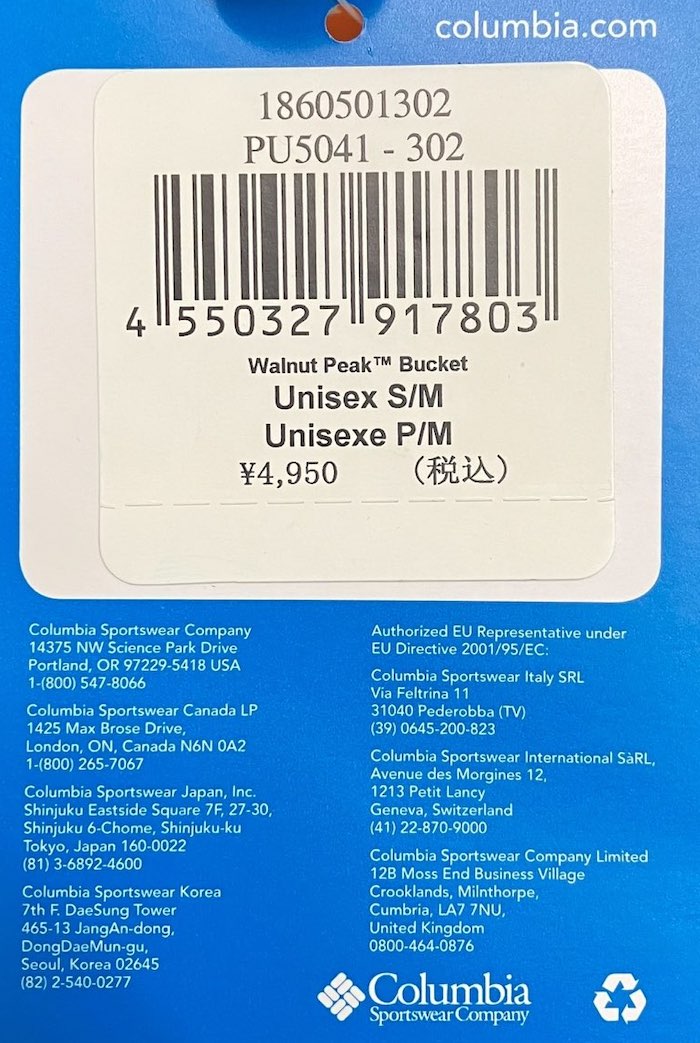 columbia.com
1860501302
PU5041 - 302
4 550327 917803
Walnut Peak™ Bucket
Unisex S/M
Unisexe P/M
¥4,950 (税込)
Columbia Sportswear Company
14375 NW Science Park Drive
Portland, OR 97229-5418 USA
1-(800) 547-8066
Columbia Sportswear Canada LP
1425 Max Brose Drive,
London, ON, Canada N6N 0A2
1-(800) 265-7067
Columbia Sportswear Japan, Inc.
Shinjuku Eastside Square 7F, 27-30,
Shinjuku 6-Chome, Shinjuku-ku
Tokyo, Japan 160-0022
(81) 3-6892-4600
Columbia Sportswear Korea
7th F. DaeSung Tower
465-13 JangAn-dong,
DongDaeMun-gu,
Seoul, Korea 02645
(82) 2-540-0277
Authorized EU Representative under
EU Directive 2001/95/EC:
Columbia Sportswear Italy SRL
Via Feltrina 11
31040 Pederobba (TV)
(39) 0645-200-823
Columbia Sportswear International SàRL,
Avenue des Morgines 12,
1213 Petit Lancy
Geneva, Switzerland
(41) 22-870-9000
Columbia Sportswear Company Limited
12B Moss End Business Village
Crooklands, Milnthorpe,
Cumbria, LA7 7NU,
United Kingdom
0800-464-0876
Columbia
Sportswear Company